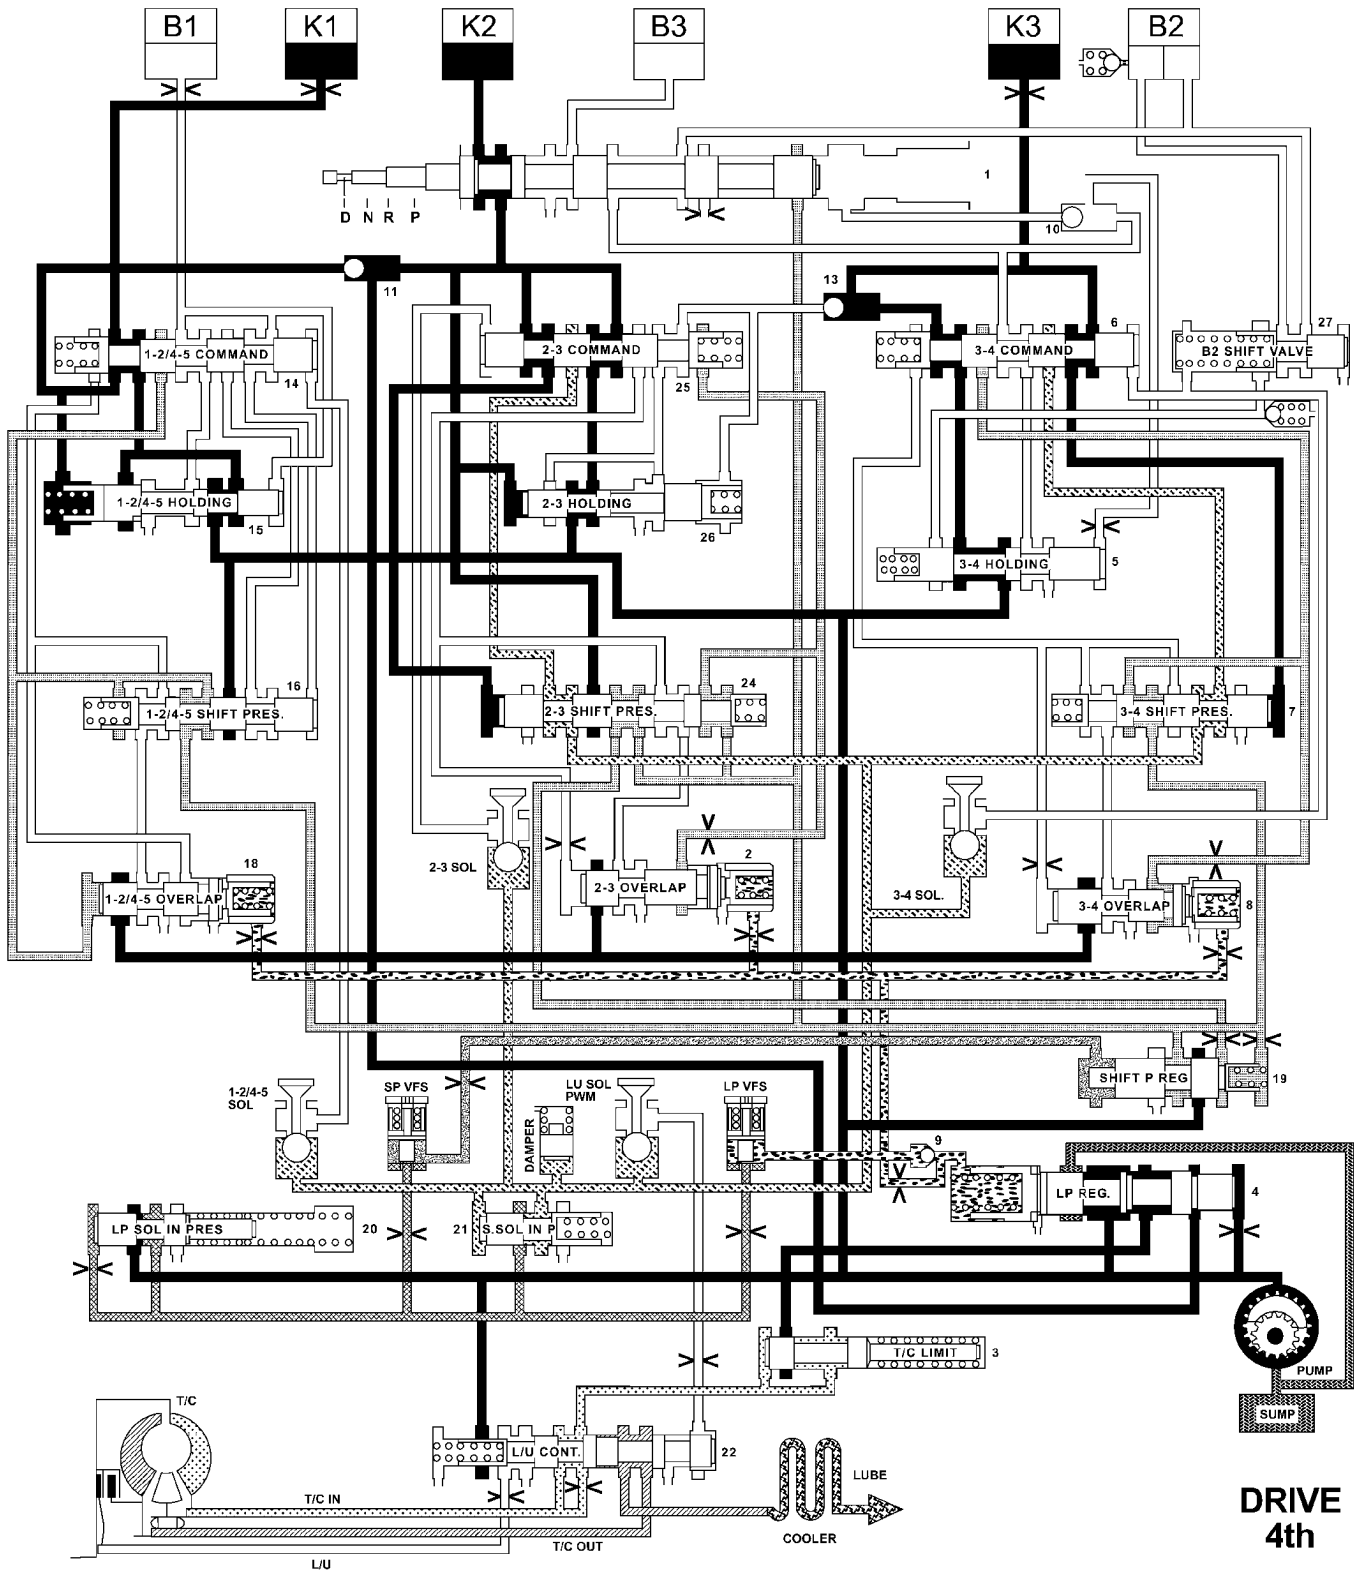 B1
K1
K2
B3
K3
B2
1
D N R P
10
11
13
6
27
1-2/4-5 COMMAND
14
2-3 COMMAND
25
3-4 COMMAND
B2 SHIFT VALVE
1-2/4-5 HOLDING
15
2-3 HOLDING
26
3-4 HOLDING
5
16
1-2/4-5 SHIFT PRES.
24
2-3 SHIFT PRES.
3-4 SHIFT PRES.
7
18
1-2/4-5 OVERLAP
2-3 SOL
2
2-3 OVERLAP
3-4 SOL.
3-4 OVERLAP
8
SHIFT P REG
19
1-2/4-5
SOL
SP VFS
LU SOL
PWM
LP VFS
DAMPER
9
LP REG.
4
LP SOL IN PRES
20
21
S.SOL IN P
T/C LIMIT
3
PUMP
SUMP
T/C
L/U CONT.
22
T/C IN
LUBE
COOLER
T/C OUT
L/U
DRIVE
4th